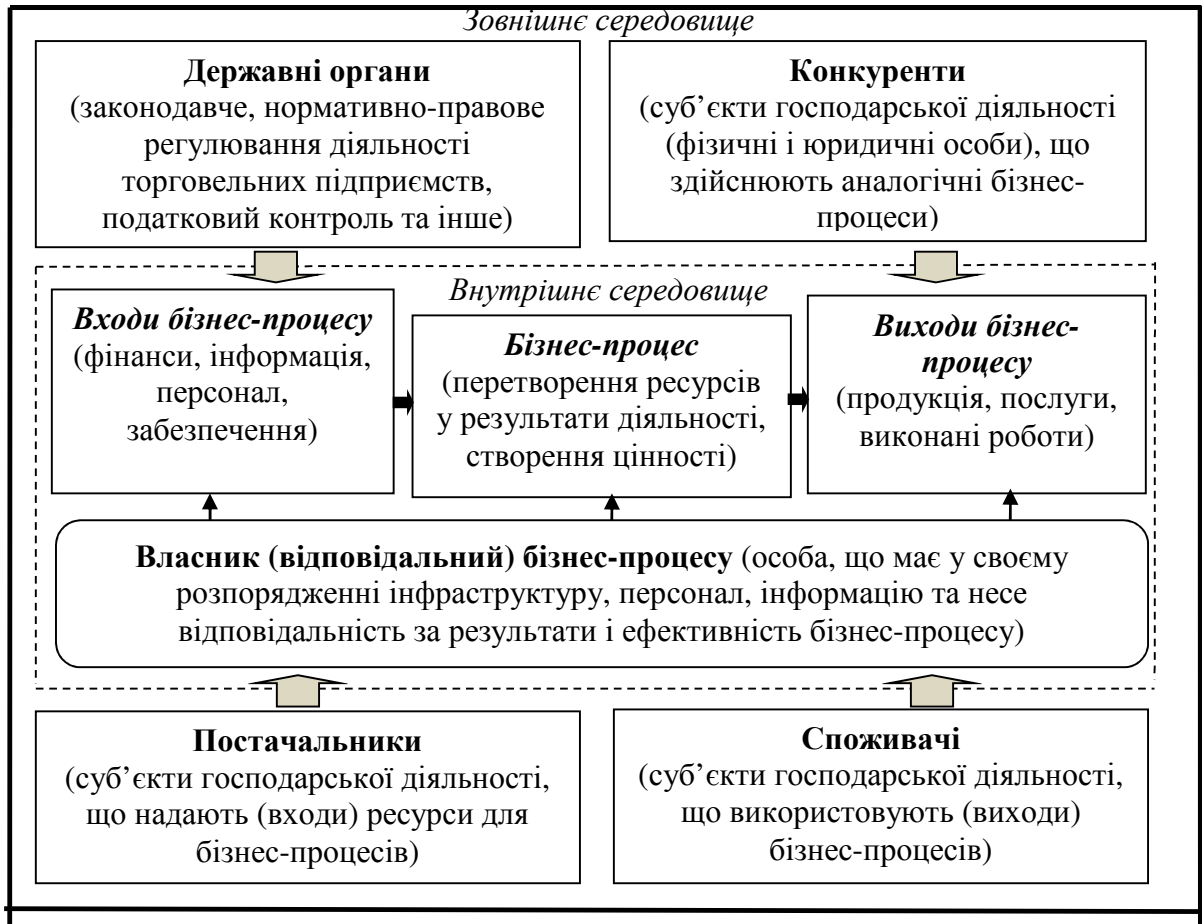 Зовнішнє середовище
Державні органи
(законодавче, нормативно-правове
регулювання діяльності
торговельних підприємств,
податковий контроль та інше)
Конкуренти
(суб’єкти господарської діяльності
(фізичні і юридичні особи), що
здійснюють аналогічні бізнес-
процеси)
Внутрішнє середовище
Входи бізнес-процесу
(фінанси, інформація,
персонал,
забезпечення)
Бізнес-процес
(перетворення ресурсів
у результати діяльності,
створення цінності)
Виходи бізнес-
процесу
(продукція, послуги,
виконані роботи)
Власник (відповідальний) бізнес-процесу (особа, що має у своєму
розпорядженні інфраструктуру, персонал, інформацію та несе
відповідальність за результати і ефективність бізнес-процесу)
Постачальники
(суб’єкти господарської діяльності,
що надають (входи) ресурси для
бізнес-процесів)
Споживачі
(суб’єкти господарської діяльності,
що використовують (виходи)
бізнес-процесів)